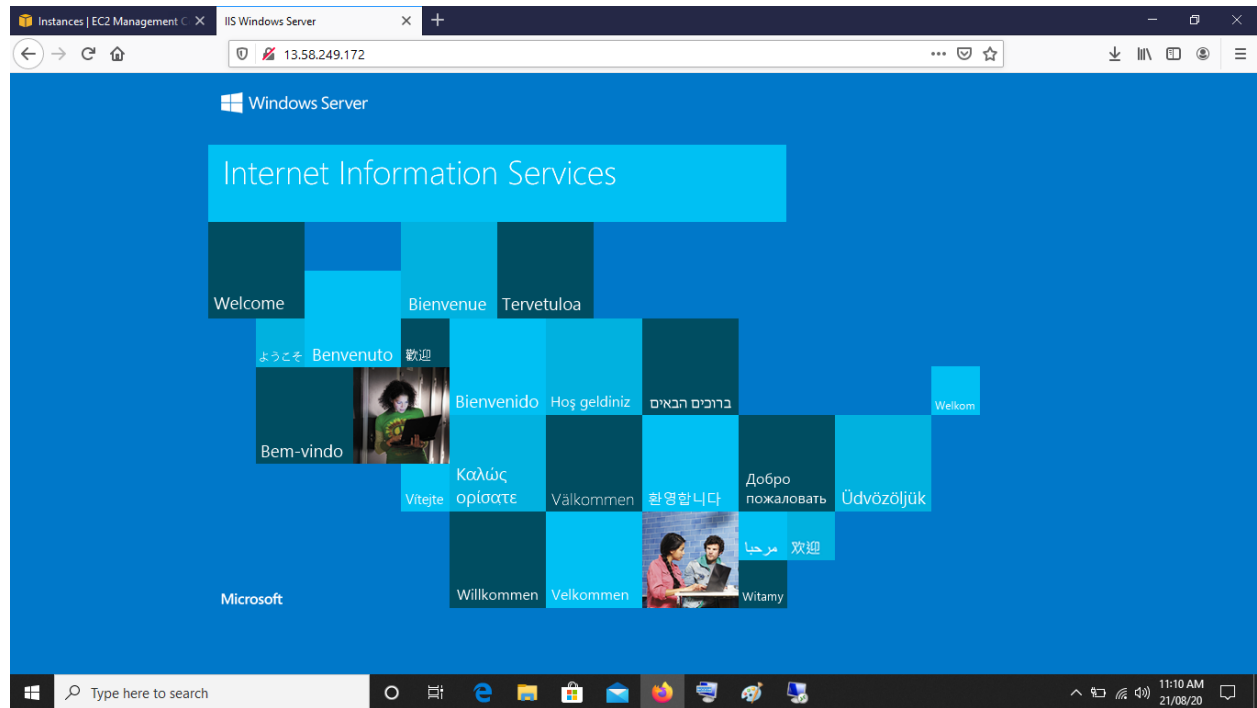 Instances | EC2 Management C
IIS Windows Server
13.58.249.172
Windows Server
Internet Information Services
Welcome
Bienvenue
Tervetuloa
ようこそ
Benvenuto
歡迎
Bienvenido
Hoş geldiniz
ברוכים הבאים
Welkom
Bem-vindo
Vítejte
Καλώς
ορίσατε
Välkommen
환영합니다
Добро
пожаловать
Üdvözöljük
مرحبا
欢迎
Microsoft
Willkommen
Velkommen
Witamy
Type here to search
11:10 AM
21/08/20